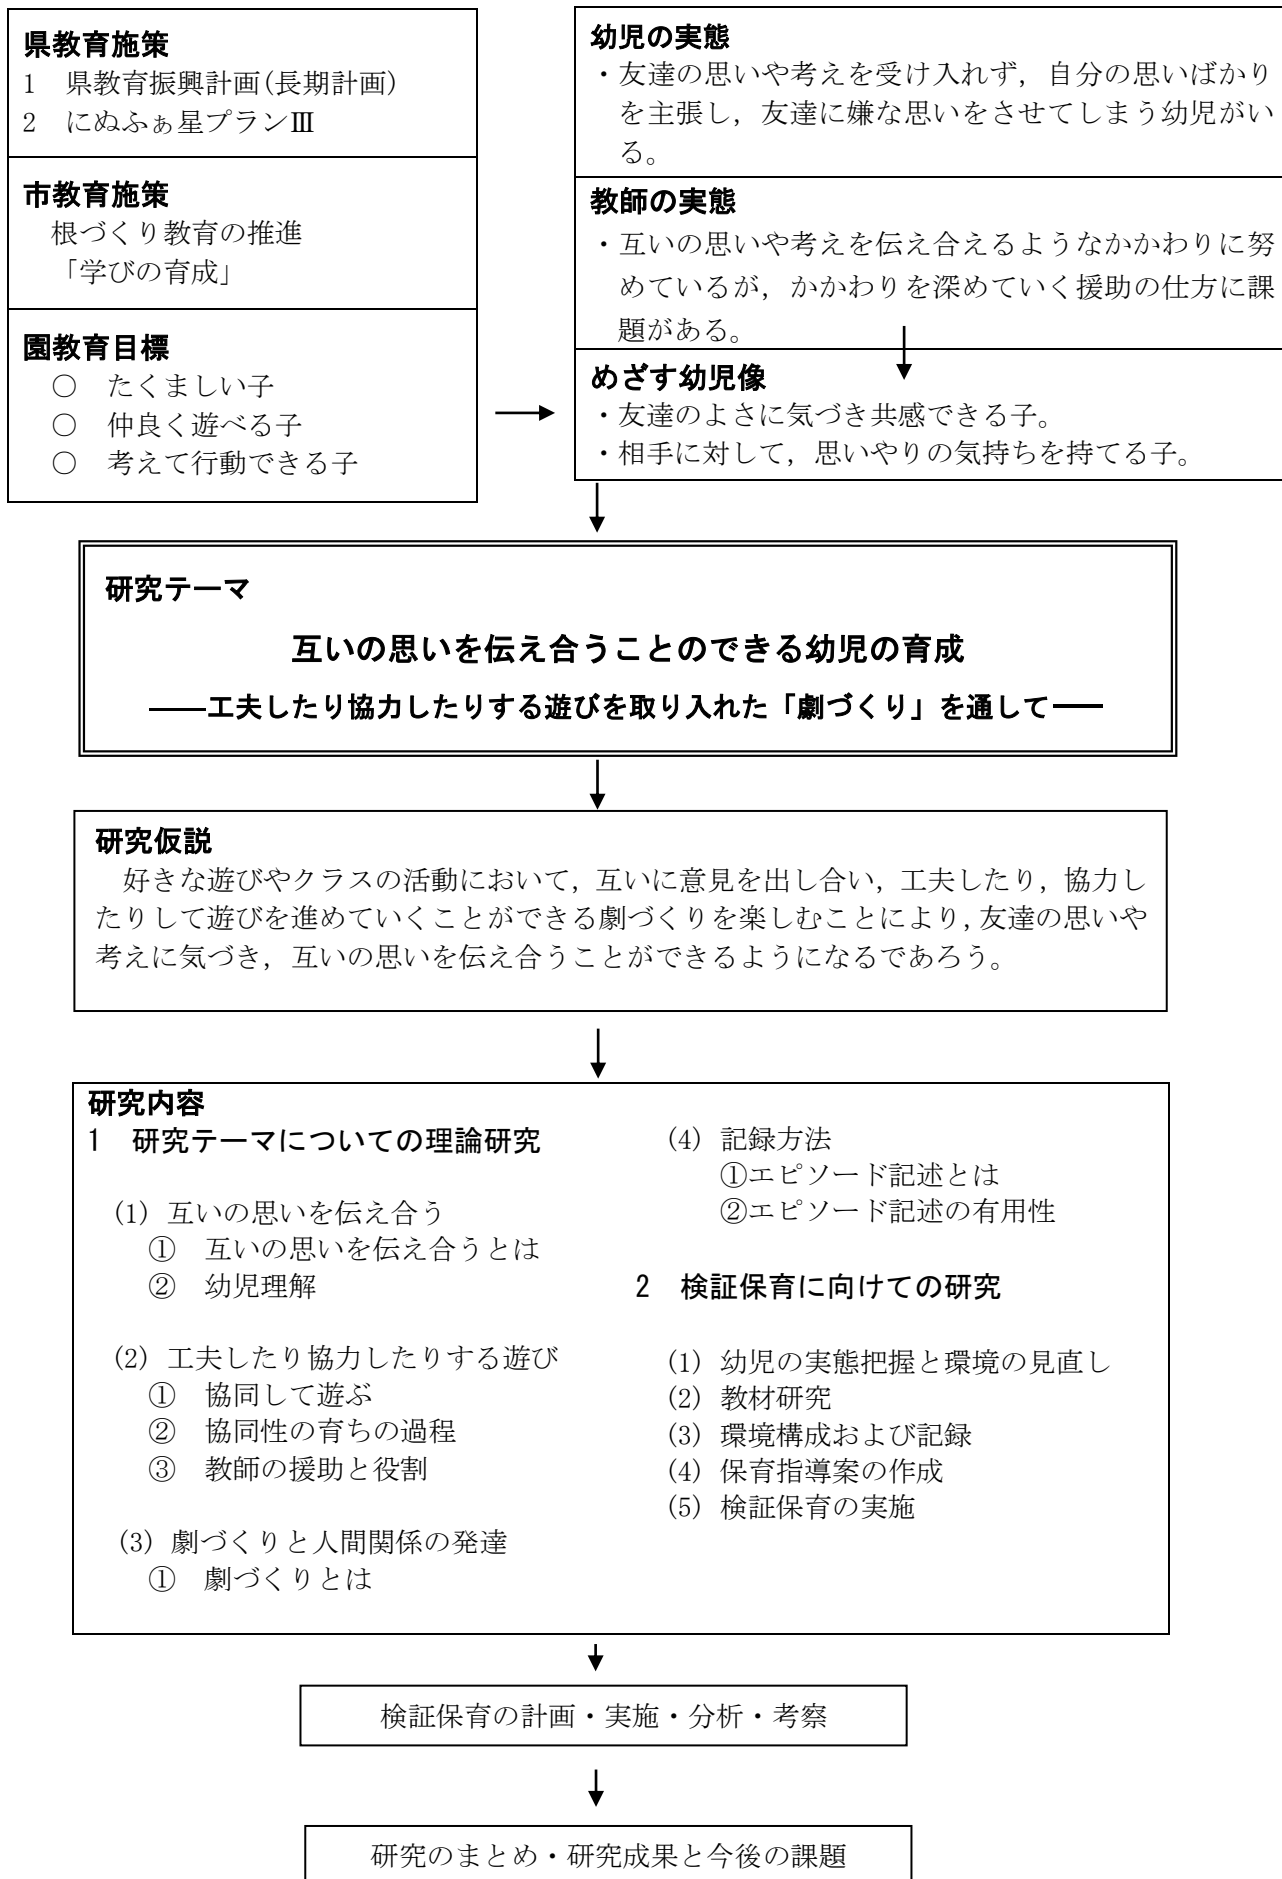 県教育施策
1　県教育振興計画(長期計画)
2　にぬふぁ星プランⅢ
市教育施策
根づくり教育の推進
「学びの育成」
園教育目標
○　たくましい子
○　仲良く遊べる子
○　考えて行動できる子
幼児の実態
・友達の思いや考えを受け入れず，自分の思いばかり
を主張し，友達に嫌な思いをさせてしまう幼児がい
る。
教師の実態
・互いの思いや考えを伝え合えるようなかかわりに努
めているが，かかわりを深めていく援助の仕方に課
題がある。
めざす幼児像
・友達のよさに気づき共感できる子。
・相手に対して，思いやりの気持ちを持てる子。
研究テーマ
互いの思いを伝え合うことのできる幼児の育成
――工夫したり協力したりする遊びを取り入れた「劇づくり」を通して――
研究仮説
好きな遊びやクラスの活動において，互いに意見を出し合い，工夫したり，協力し
たりして遊びを進めていくことができる劇づくりを楽しむことにより，友達の思いや
考えに気づき，互いの思いを伝え合うことができるようになるであろう。
研究内容
1　研究テーマについての理論研究
(1) 互いの思いを伝え合う
①　互いの思いを伝え合うとは
②　幼児理解
(2) 工夫したり協力したりする遊び
①　協同して遊ぶ
②　協同性の育ちの過程
③　教師の援助と役割
(3) 劇づくりと人間関係の発達
①　劇づくりとは
(4) 記録方法
①エピソード記述とは
②エピソード記述の有用性
2　検証保育に向けての研究
(1) 幼児の実態把握と環境の見直し
(2) 教材研究
(3) 環境構成および記録
(4) 保育指導案の作成
(5) 検証保育の実施
検証保育の計画・実施・分析・考察
研究のまとめ・研究成果と今後の課題